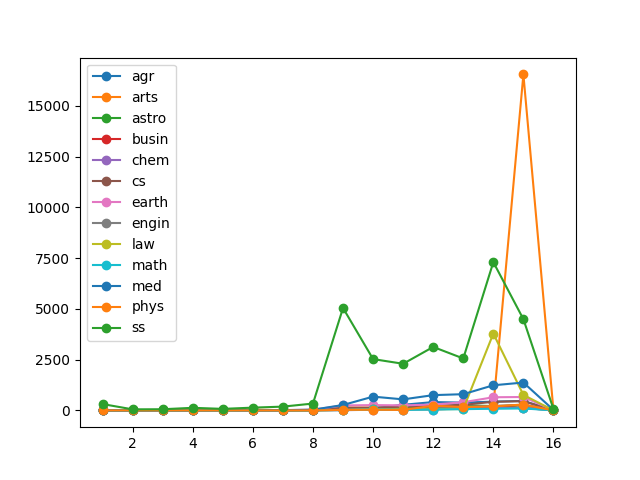 15000
12500
10000
7500
5000
2500
0
agr
arts
astro
busin
chem
cs
earth
engin
law
math
med
phys
ss
2 4 6 8 10 12 14 16